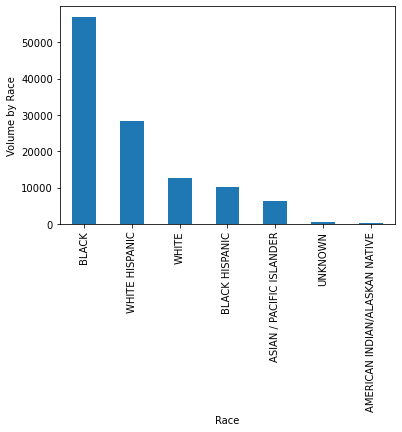 50000
40000
30000
20000
10000
0
Volume by Race
BLACK
WHITE HISPANIC
WHITE
BLACK HISPANIC
ASIAN / PACIFIC ISLANDER
UNKNOWN
AMERICAN INDIAN/ALASKAN NATIVE
Race